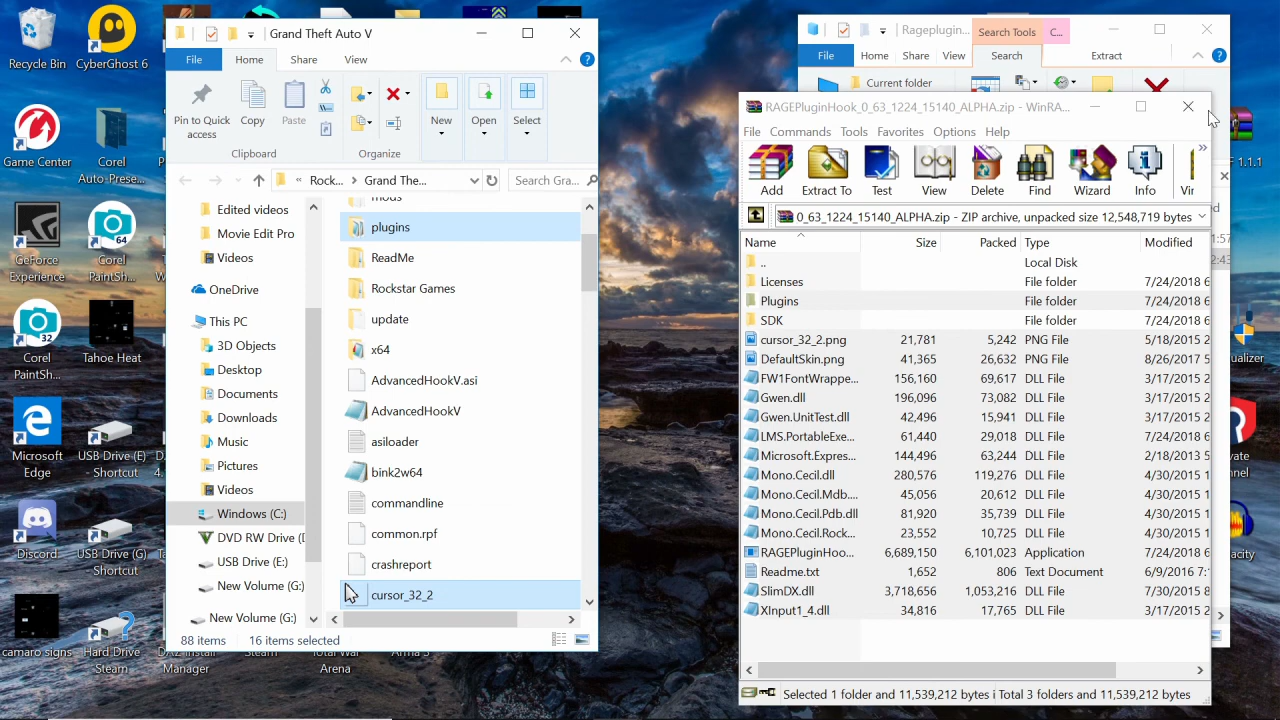 Recycle Bin
CyberGhost 6
Game Center
Corel
Auto-Prese...
GeForce
Experience
Corel
PaintSh...
Corel
PaintSh...
Tahoe Heat
Microsoft
Edge
USB Drive (E)
- Shortcut
Discord
USB Drive (G)
- Shortcut
camaro signs
Hard Drive
Steam
DAZ Install
Manager
Steam
Total War
Arena
Arma 3
64
32
Grand Theft Auto V
File
Home
Share
View
Pin to Quick
access
Copy
Paste
Clipboard
Organize
New
Open
Select
Rock...
Grand The...
Search Gra...
Edited videos
Movie Edit Pro
Videos
OneDrive
This PC
3D Objects
Desktop
Documents
Downloads
Music
Pictures
Videos
Windows (C:)
DVD RW Drive (
USB Drive (E:)
New Volume (G:)
New Volume (G:)
mods
plugins
ReadMe
Rockstar Games
update
x64
AdvancedHookV.asi
AdvancedHookV
asiloader
bink2w64
commandline
common.rpf
crashreport
cursor_32_2
88 items
16 items selected
Rageplugin...
Search Tools
C...
File
Home
Share
View
Search
Extract
Current folder
RAGEPluginHook_0_63_1224_15140_ALPHA.zip - WinRA...
File Commands Tools Favorites Options Help
Add
Extract To
Test
View
Delete
Find
Wizard
Info
Vir
0_63_1224_15140_ALPHA.zip - ZIP archive, unpacked size 12,548,719 bytes
Name Size Packed Type Modified
.. Local Disk
Licenses File folder 7/24/2018 6
Plugins File folder 7/24/2018 6
SDK File folder 7/24/2018 6
cursor_32_2.png 21,781 5,242 PNG File 5/18/2015 2
DefaultSkin.png 41,365 26,632 PNG File 8/26/2017 5
FW1FontWrappe... 156,160 69,617 DLL File 3/17/2015 2
Gwen.dll 196,096 73,082 DLL File 3/17/2015 2
Gwen.UnitTest.dll 42,496 15,941 DLL File 3/17/2015 2
LMS.PortableExe... 61,440 29,018 DLL File 7/24/2018 6
Microsoft.Expres... 144,496 63,244 DLL File 2/18/2013 5
Mono.Cecil.dll 280,576 119,276 DLL File 4/30/2015 1
Mono.Cecil.Mdb.... 45,056 20,612 DLL File 4/30/2015 1
Mono.Cecil.Pdb.dll 81,920 35,739 DLL File 4/30/2015 1
Mono.Cecil.Rock... 23,552 10,725 DLL File 4/30/2015 1
RAGEPluginHoo... 6,689,150 6,101,023 Application 7/24/2018 6
Readme.txt 1,652 806 Text Document 6/9/2016 7:
SlimDX.dll 3,718,656 1,053,216 DLL File 7/30/2015 8
XInput1_4.dll 34,816 17,765 DLL File 3/17/2015 2
Selected 1 folder and 11,539,212 bytes i
Total 3 folders and 11,539,212 bytes
F 1.1.1
1:57
2:43
ualizer
vate
nnel
acity